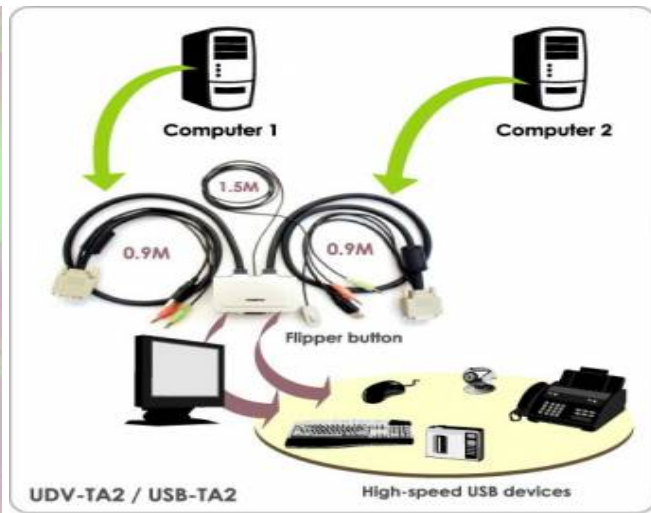 Computer 1
Computer 2
1.5M
0.9M
0.9M
Flipper button
UDV-TA2 / USB-TA2
High-speed USB devices